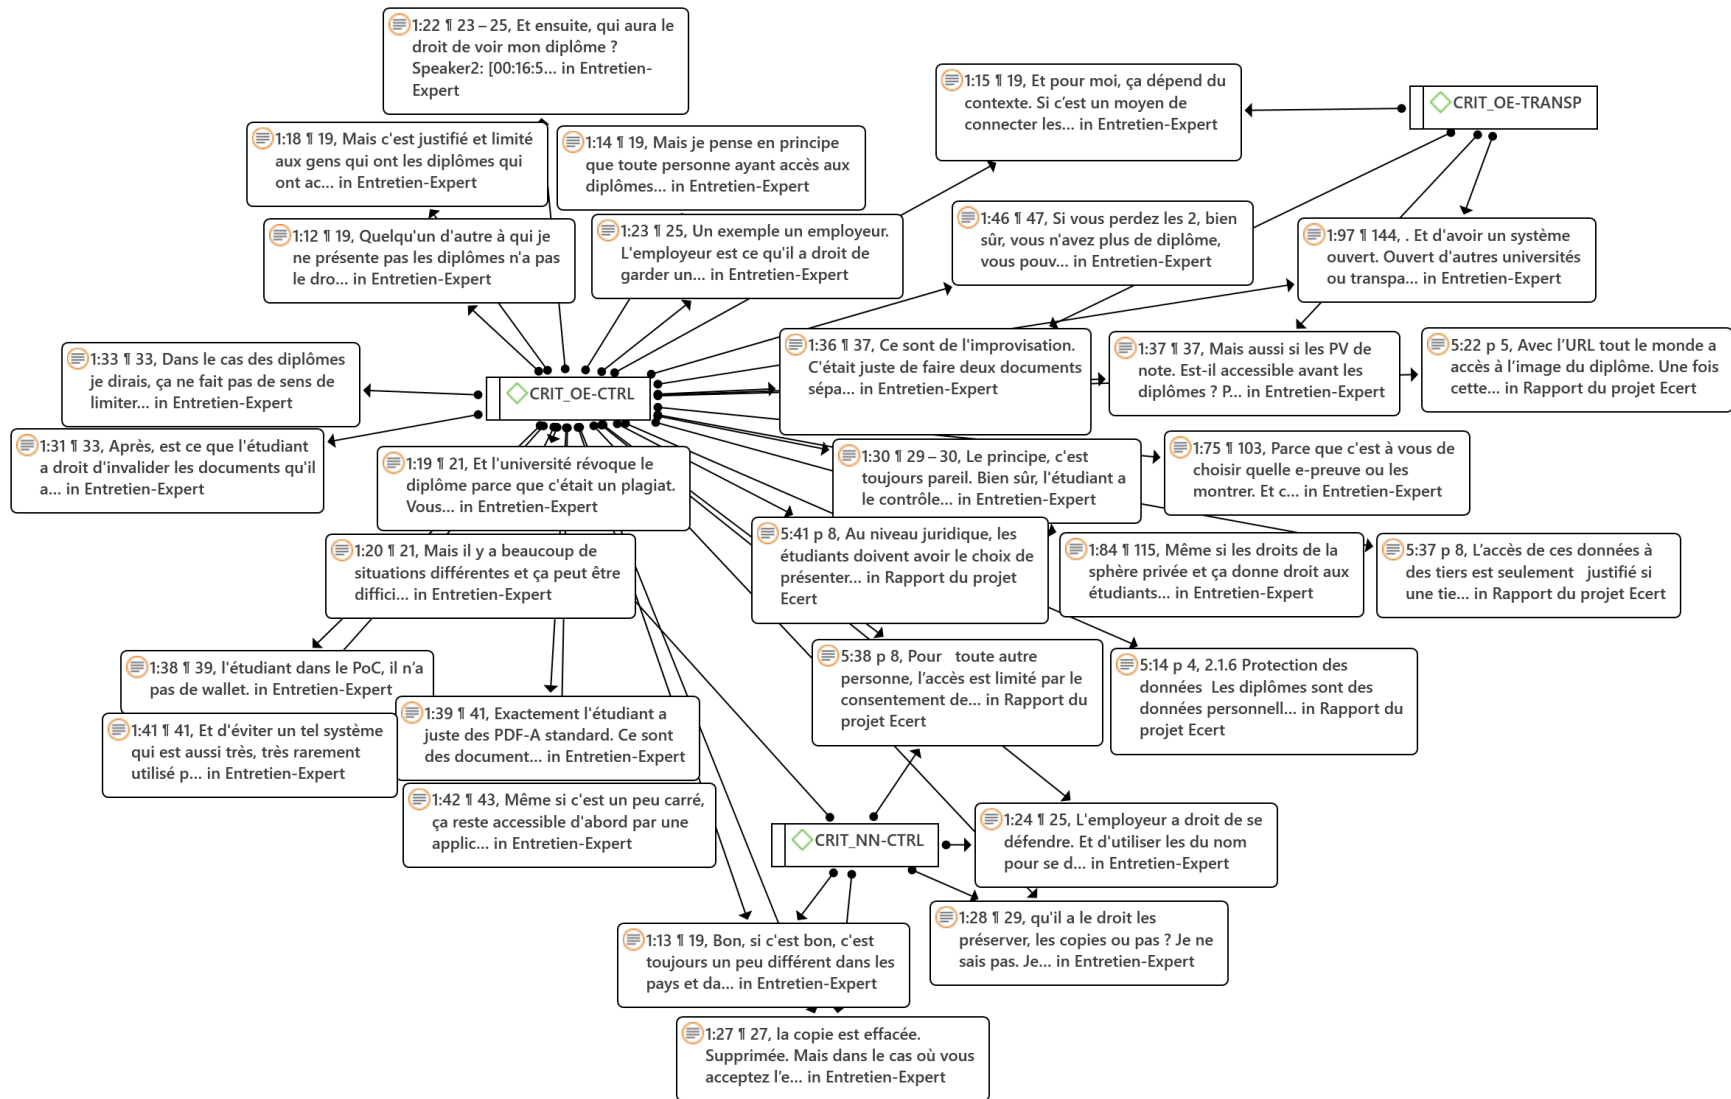 1:22 ¶ 23 – 25, Et ensuite, qui aura le
droit de voir mon diplôme ?
Speaker2: [00:16:5... in Entretien-
Expert
1:15 ¶ 19, Et pour moi, ça dépend du
contexte. Si c’est un moyen de
connecter les... in Entretien-Expert
CRIT_OE-TRANSP
1:18 ¶ 19, Mais c'est justifié et limité
aux gens qui ont les diplômes qui
ont ac... in Entretien-Expert
1:14 ¶ 19, Mais je pense en principe
que toute personne ayant accès aux
diplômes... in Entretien-Expert
1:12 ¶ 19, Quelqu'un d'autre à qui je
ne présente pas les diplômes n'a pas
le dro... in Entretien-Expert
1:23 ¶ 25, Un exemple un employeur.
L'employeur est ce qu'il a droit de
garder un... in Entretien-Expert
1:46 ¶ 47, Si vous perdez les 2, bien
sûr, vous n'avez plus de diplôme,
vous pouv... in Entretien-Expert
1:97 ¶ 144, . Et d'avoir un système
ouvert. Ouvert d'autres universités
ou transpa... in Entretien-Expert
1:33 ¶ 33, Dans le cas des diplômes
je dirais, ça ne fait pas de sens de
limiter... in Entretien-Expert
CRIT_OE-CTRL
1:36 ¶ 37, Ce sont de l'improvisation.
C'était juste de faire deux documents
sépa... in Entretien-Expert
1:37 ¶ 37, Mais aussi si les PV de
note. Est-il accessible avant les
diplômes ? P... in Entretien-Expert
5:22 p 5, Avec l’URL tout le monde a
accès à l’image du diplôme. Une fois
cette... in Rapport du projet Ecert
1:31 ¶ 33, Après, est ce que l'étudiant
a droit d'invalider les documents qu'il
a... in Entretien-Expert
1:19 ¶ 21, Et l'université révoque le
diplôme parce que c'était un plagiat.
Vous... in Entretien-Expert
1:30 ¶ 29 – 30, Le principe, c'est
toujours pareil. Bien sûr, l'étudiant a
le contrôle... in Entretien-Expert
1:75 ¶ 103, Parce que c'est à vous de
choisir quelle e-preuve ou les
montrer. Et c... in Entretien-Expert
1:20 ¶ 21, Mais il y a beaucoup de
situations différentes et ça peut être
diffici... in Entretien-Expert
5:41 p 8, Au niveau juridique, les
étudiants doivent avoir le choix de
présenter... in Rapport du projet
Ecert
1:84 ¶ 115, Même si les droits de la
sphère privée et ça donne droit aux
étudiants... in Entretien-Expert
5:37 p 8, L’accès de ces données à
des tiers est seulement   justifié si
une tie... in Rapport du projet Ecert
1:38 ¶ 39, l'étudiant dans le PoC, il n’a
pas de wallet. in Entretien-Expert
5:38 p 8, Pour   toute autre
personne, l’accès est limité par le
consentement de... in Rapport du
projet Ecert
5:14 p 4, 2.1.6 Protection des
données  Les diplômes sont des
données personnell... in Rapport du
projet Ecert
1:41 ¶ 41, Et d'éviter un tel système
qui est aussi très, très rarement
utilisé p... in Entretien-Expert
1:39 ¶ 41, Exactement l'étudiant a
juste des PDF-A standard. Ce sont
des document... in Entretien-Expert
1:42 ¶ 43, Même si c'est un peu carré,
ça reste accessible d'abord par une
applic... in Entretien-Expert
CRIT_NN-CTRL
1:24 ¶ 25, L'employeur a droit de se
défendre. Et d'utiliser les du nom
pour se d... in Entretien-Expert
1:28 ¶ 29, qu'il a le droit les
préserver, les copies ou pas ? Je ne
sais pas. Je... in Entretien-Expert
1:13 ¶ 19, Bon, si c'est bon, c'est
toujours un peu différent dans les
pays et da... in Entretien-Expert
1:27 ¶ 27, la copie est effacée.
Supprimée. Mais dans le cas où vous
acceptez l’e... in Entretien-Expert